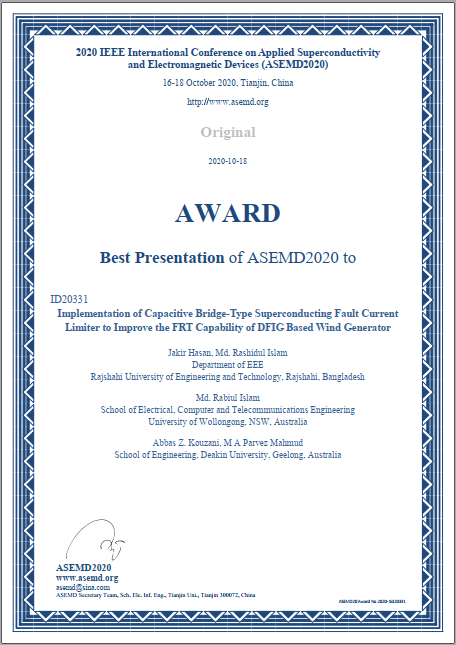 2020 IEEE International Conference on Applied Superconductivity
and Electromagnetic Devices (ASEMD2020)
16-18 October 2020, Tianjin, China
http://www.asemd.org
Original
2020-10-18
AWARD
Best Presentation of ASEMD2020 to
ID20331
Implementation of Capacitive Bridge-Type Superconducting Fault Current
Limiter to Improve the FRT Capability of DFIG Based Wind Generator
Jakir Hasan, Md. Rashidul Islam
Department of EEE
Rajshahi University of Engineering and Technology, Rajshahi, Bangladesh
Md. Rabiul Islam
School of Electrical, Computer and Telecommunications Engineering
University of Wollongong, NSW, Australia
Abbas Z. Kouzani, M A Parvez Mahmud
School of Engineering, Deakin University, Geelong, Australia
ASEMD2020
www.asemd.org
asemd@sina.com
ASEMD Secretary Team, Sch. Ele. Inf. Eng., Tianjin Uni., Tianjin 300072, China
ASEMD20 Award No 2020-